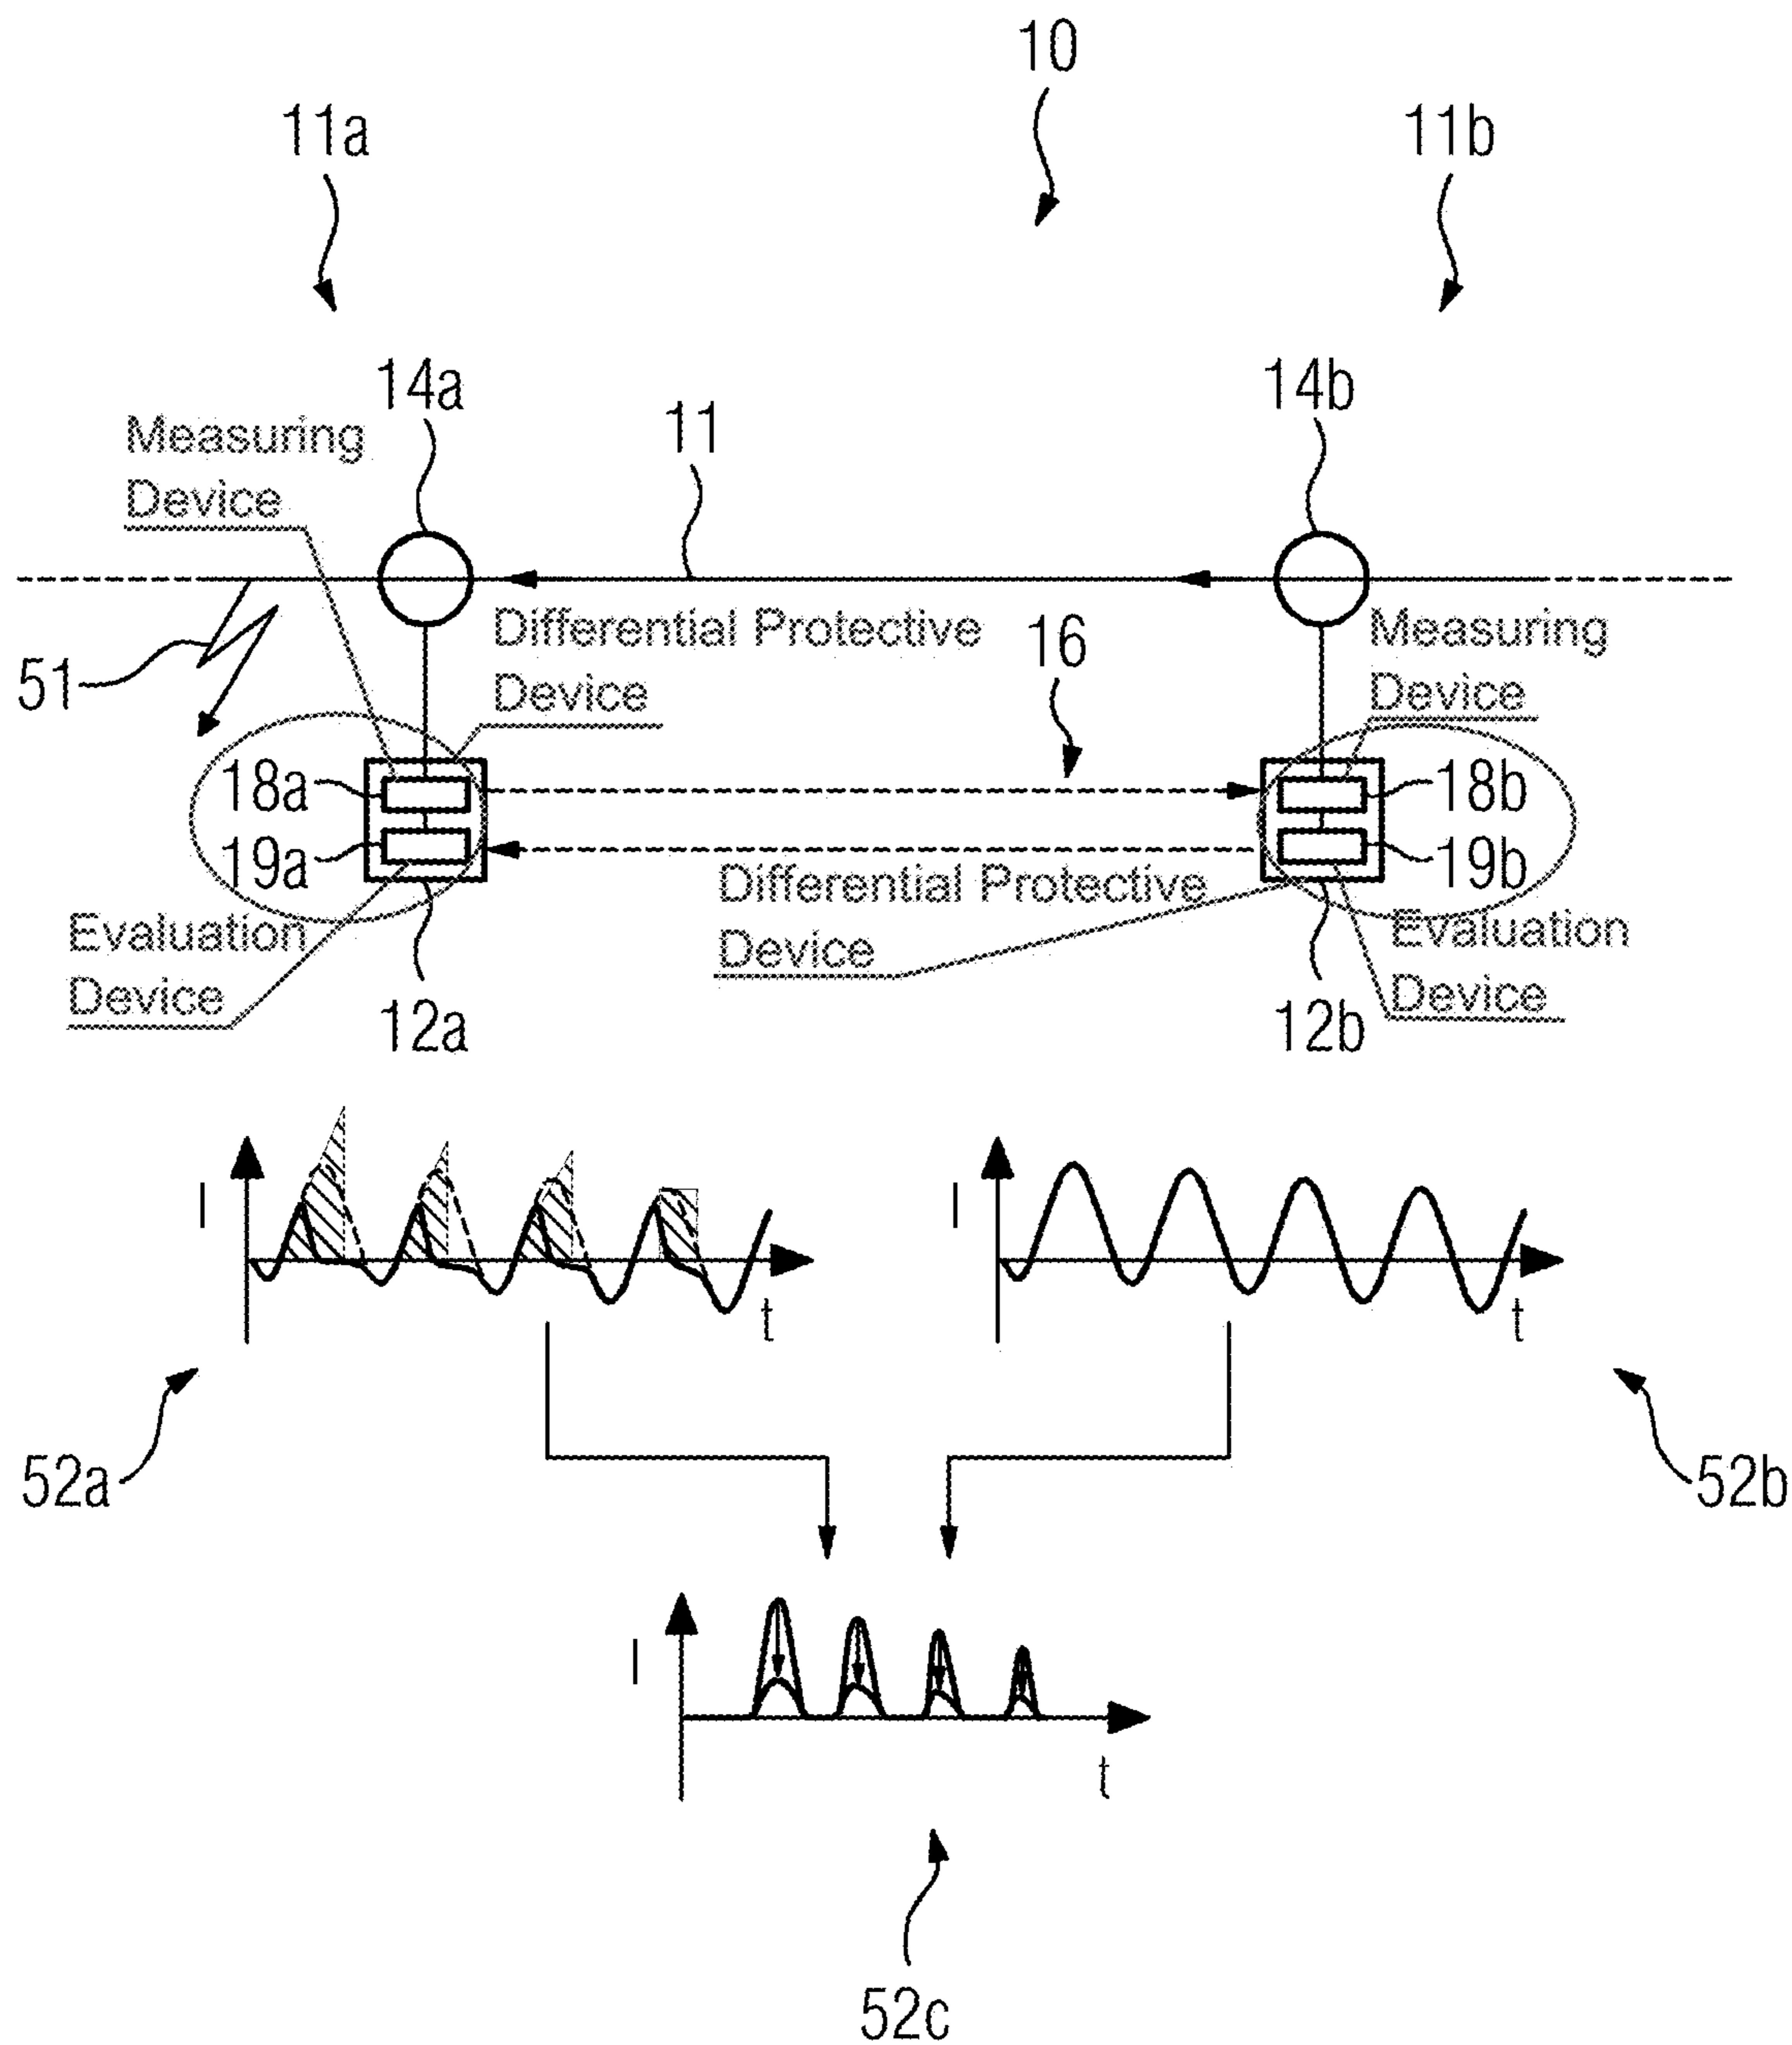 10
11a
11b
14a
14b
Measuring
Device
11
Differential Protective
Device
16
Measuring
Device
51
18a
18b
19a
19b
Differential Protective
Device
Evaluation
Device
Evaluation
Device
12a
12b
I
t
I
t
52a
52b
I
t
52c